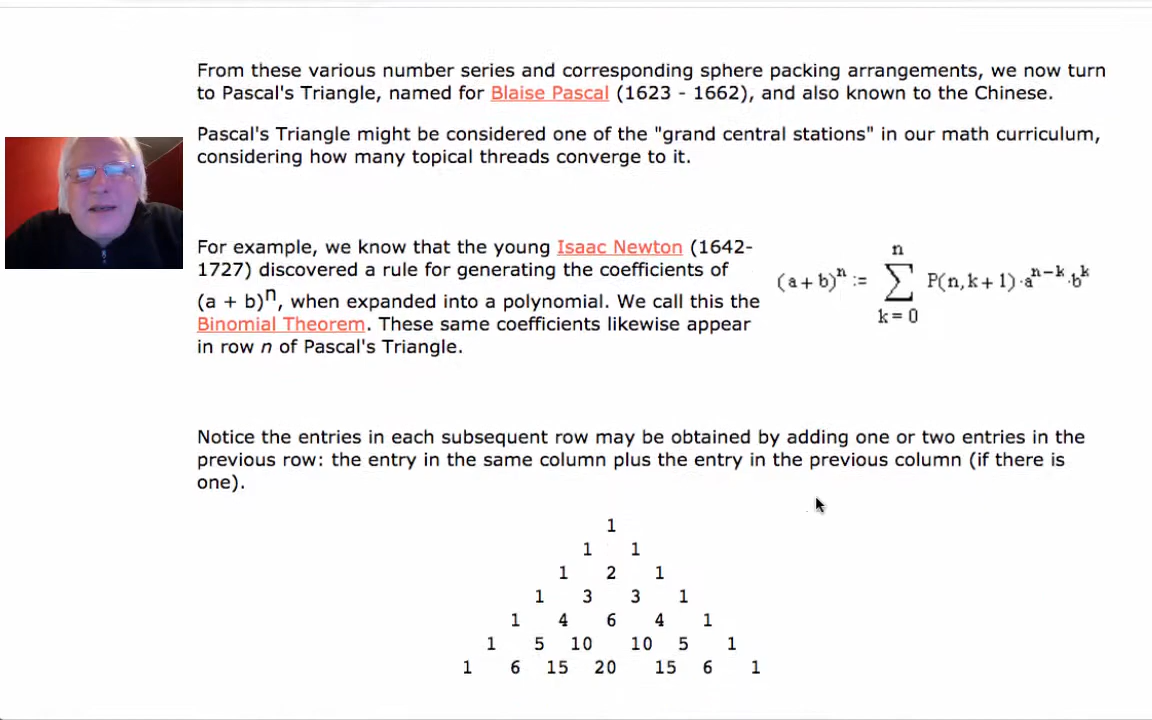 From these various number series and corresponding sphere packing arrangements, we now turn
to Pascal's Triangle, named for Blaise Pascal (1623 - 1662), and also known to the Chinese.
Pascal's Triangle might be considered one of the "grand central stations" in our math curriculum,
considering how many topical threads converge to it.
For example, we know that the young Isaac Newton (1642-
1727) discovered a rule for generating the coefficients of
(a + b)ⁿ, when expanded into a polynomial. We call this the
Binomial Theorem. These same coefficients likewise appear
in row n of Pascal's Triangle.
n
(a+b)ⁿ := ∑ P(n,k+1)·aⁿ⁻ᵏ·bᵏ
k=0
Notice the entries in each subsequent row may be obtained by adding one or two entries in the
previous row: the entry in the same column plus the entry in the previous column (if there is
one).
1
1 1
1 2 1
1 3 3 1
1 4 6 4 1
1 5 10 10 5 1
1 6 15 20 15 6 1